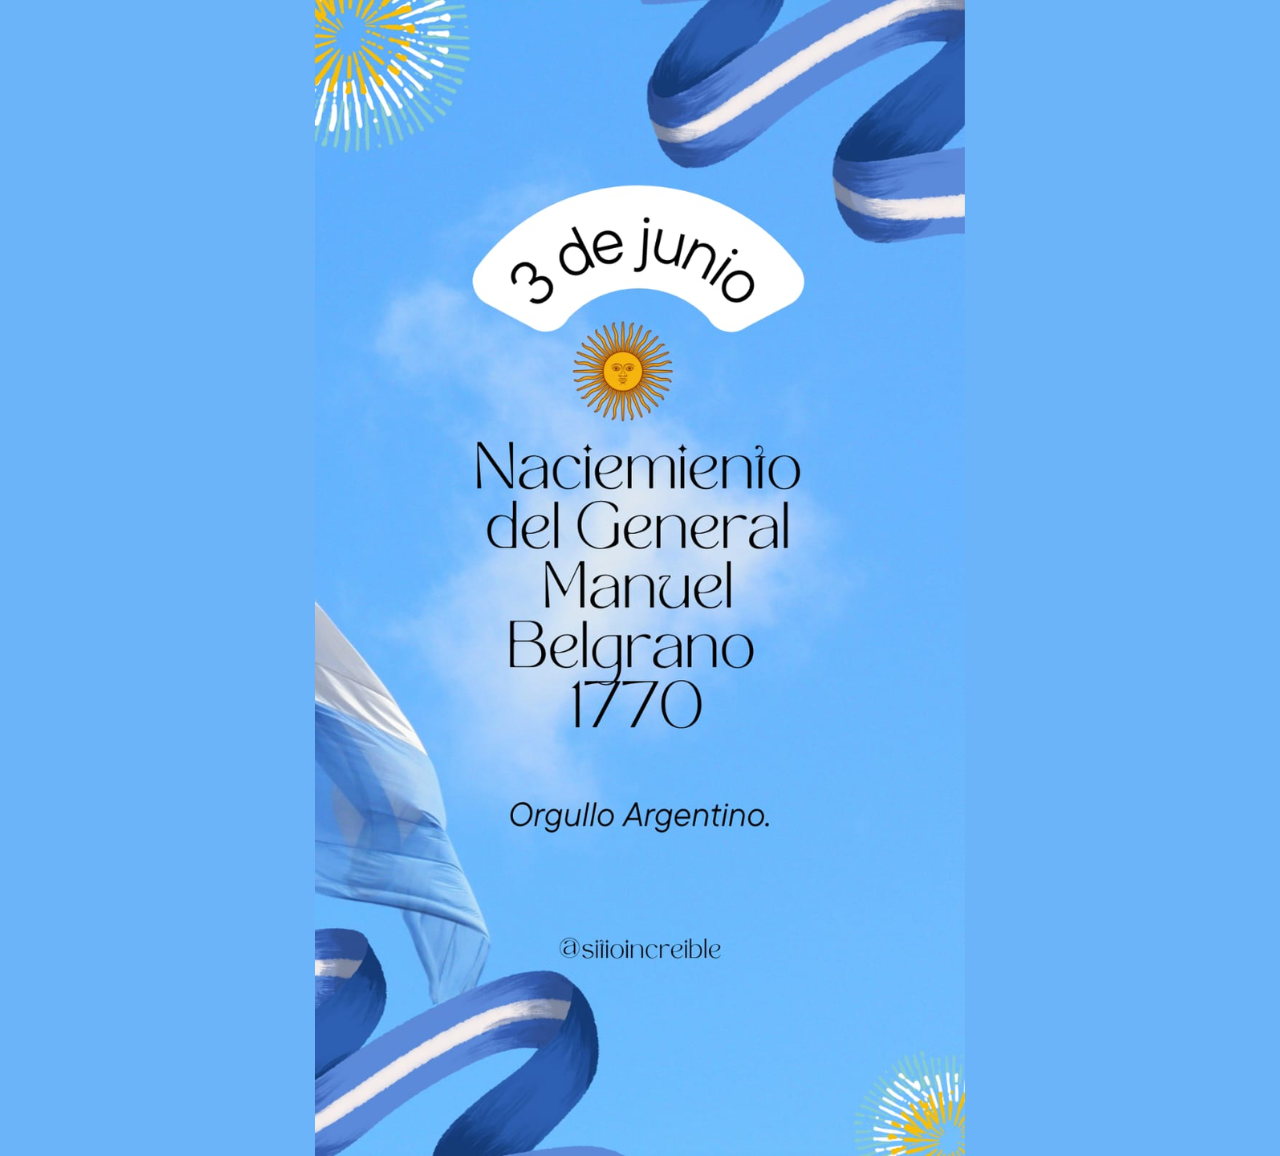 3 de junio
Naciemiento
del General
Manuel
Belgrano
1770
Orgullo Argentino.
@sitioincreible